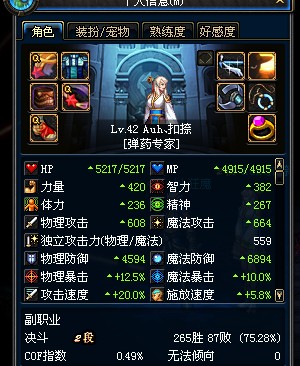 个人信息(M)
角色 装扮/宠物 熟练度 好感度
Lv.42 Auh.扣捺
[弹药专家]
HP 5217/5217 MP 4915/4915
力量 420 智力 382
体力 236 精神 267
物理攻击 608 魔法攻击 664
独立攻击力(物理/魔法) 559
物理防御 4594 魔法防御 6894
物理暴击 +12.5% 魔法暴击 +10.0%
攻击速度 +20.0% 施放速度 +5.8%
副职业
决斗 2段 265胜 87败 (75.28%)
COF指数 0.49% 无法倾向 0